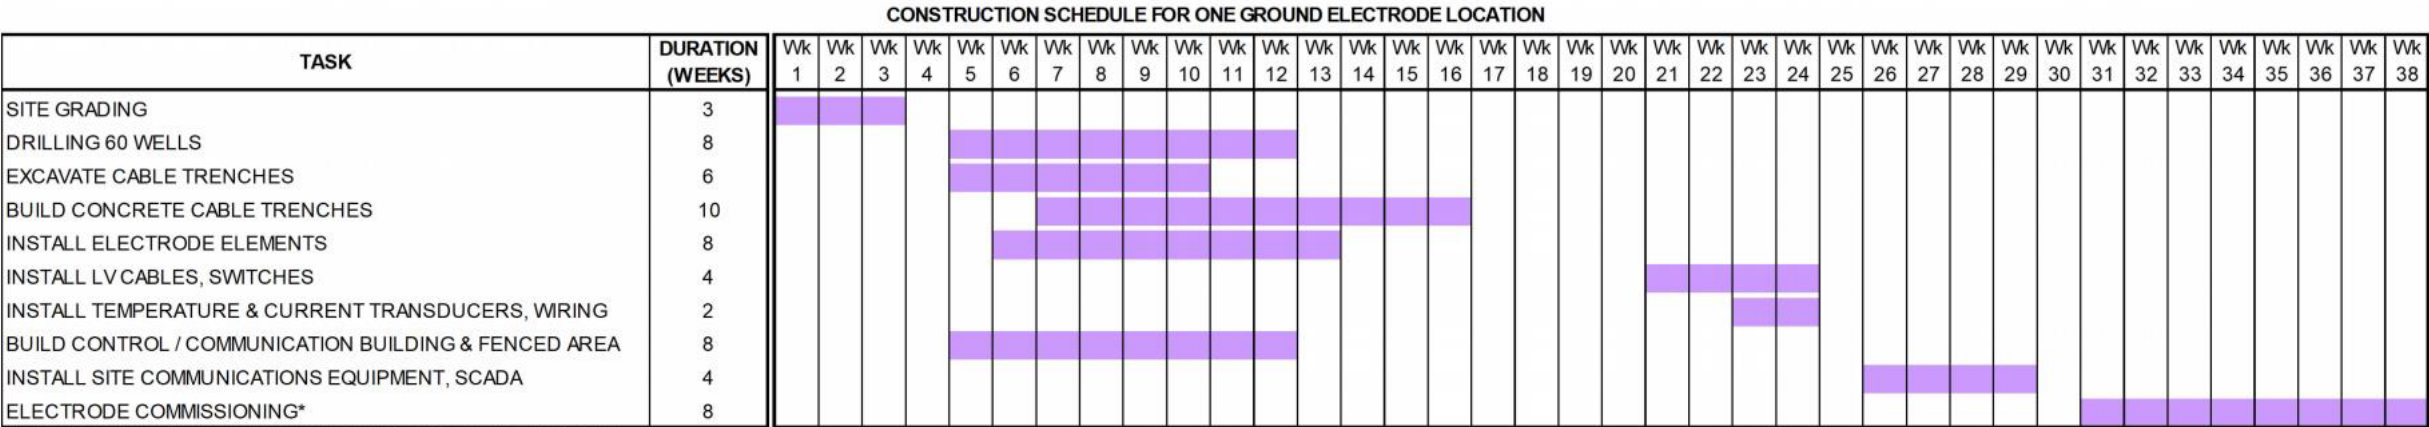 CONSTRUCTION SCHEDULE FOR ONE GROUND ELECTRODE LOCATION
TASK DURATION (WEEKS) Wk 1 Wk 2 Wk 3 Wk 4 Wk 5 Wk 6 Wk 7 Wk 8 Wk 9 Wk 10 Wk 11 Wk 12 Wk 13 Wk 14 Wk 15 Wk 16 Wk 17 Wk 18 Wk 19 Wk 20 Wk 21 Wk 22 Wk 23 Wk 24 Wk 25 Wk 26 Wk 27 Wk 28 Wk 29 Wk 30 Wk 31 Wk 32 Wk 33 Wk 34 Wk 35 Wk 36 Wk 37 Wk 38
SITE GRADING 3
DRILLING 60 WELLS 8
EXCAVATE CABLE TRENCHES 6
BUILD CONCRETE CABLE TRENCHES 10
INSTALL ELECTRODE ELEMENTS 8
INSTALL LV CABLES, SWITCHES 4
INSTALL TEMPERATURE & CURRENT TRANSDUCERS, WIRING 2
BUILD CONTROL / COMMUNICATION BUILDING & FENCED AREA 8
INSTALL SITE COMMUNICATIONS EQUIPMENT, SCADA 4
ELECTRODE COMMISSIONING* 8